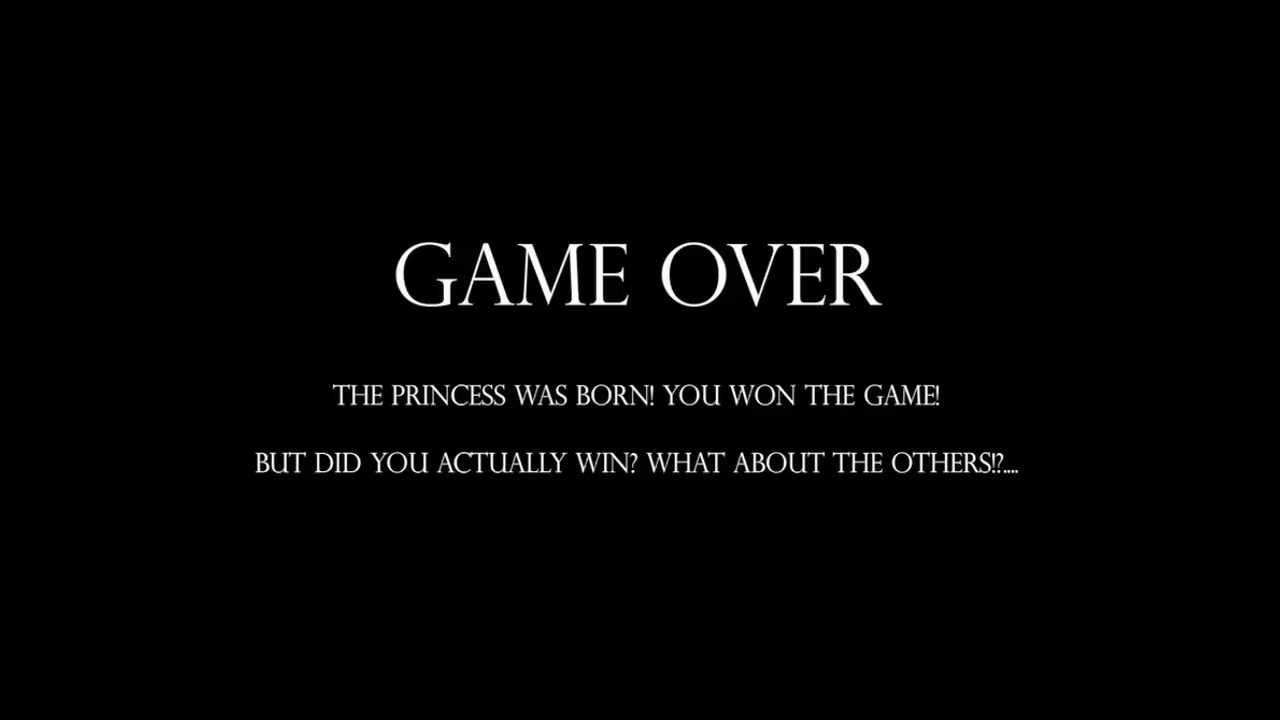 GAME OVER
THE PRINCESS WAS BORN! YOU WON THE GAME!
BUT DID YOU ACTUALLY WIN? WHAT ABOUT THE OTHERS!?....